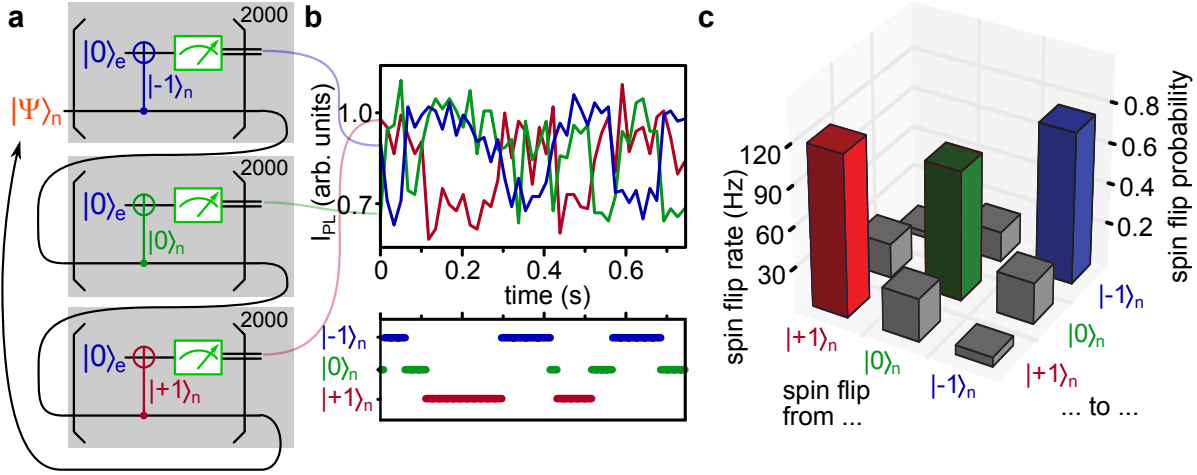 a
2000
|0⟩e
|-1⟩n
|Ψ⟩n
2000
|0⟩e
|0⟩n
2000
|0⟩e
|+1⟩n
b
IPL (arb. units)
1.0
0.7
0
0.2
0.4
0.6
time (s)
|-1⟩n
|0⟩n
|+1⟩n
c
spin flip rate (Hz)
120
90
60
30
0.8
0.6
0.4
0.2
spin flip probability
|+1⟩n
|0⟩n
|-1⟩n
|+1⟩n
|0⟩n
|-1⟩n
spin flip
from ...
... to ...